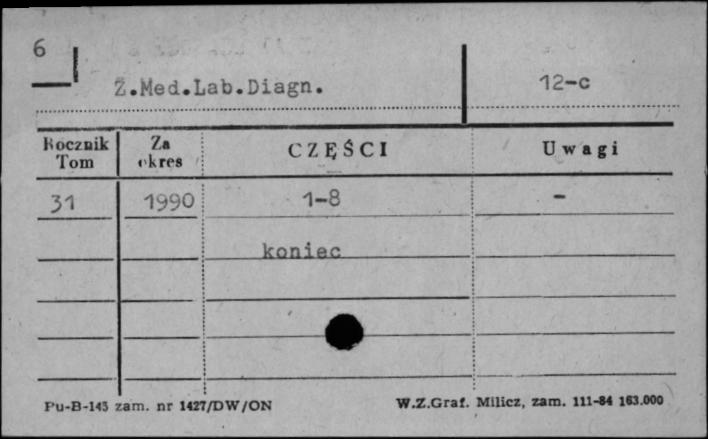 6
Z.Med.Lab.Diagn. 12-c
Rocznik Tom Za okres CZĘŚCI Uwagi
31 1990 1-8 -
koniec
Pu-B-145 zam. nr 1427/DW/ON W.Z.Graf. Milicz, zam. 111-84 163.000